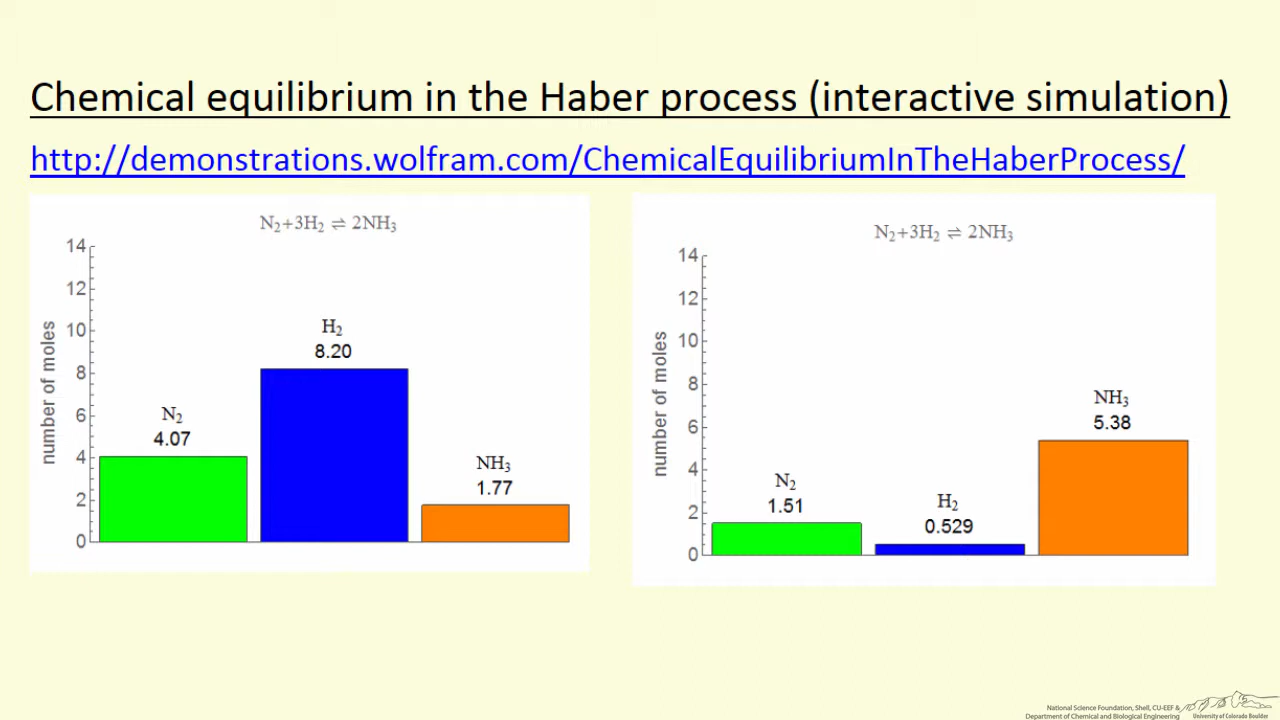 Chemical equilibrium in the Haber process (interactive simulation)
http://demonstrations.wolfram.com/ChemicalEquilibriumInTheHaberProcess/
N₂+3H₂ ⇌ 2NH₃
number of moles
14
12
10
8
6
4
2
0
N₂
4.07
H₂
8.20
NH₃
1.77
N₂+3H₂ ⇌ 2NH₃
number of moles
14
12
10
8
6
4
2
0
N₂
1.51
H₂
0.529
NH₃
5.38
National Science Foundation, Shell, CU-EEF &
Department of Chemical and Biological Engineering
University of Colorado Boulder